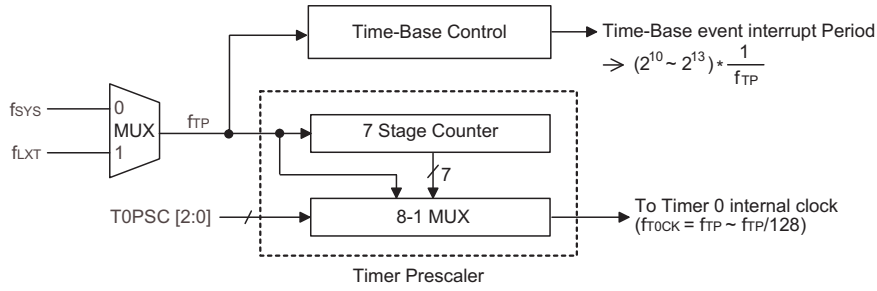 Time-Base Control
Time-Base event interrupt Period
→ (2^10 ~ 2^13) * 1/fTP
fSYS
0
MUX
fTP
fLXT
1
7 Stage Counter
7
T0PSC [2:0]
8-1 MUX
To Timer 0 internal clock
(fT0CK = fTP ~ fTP/128)
Timer Prescaler